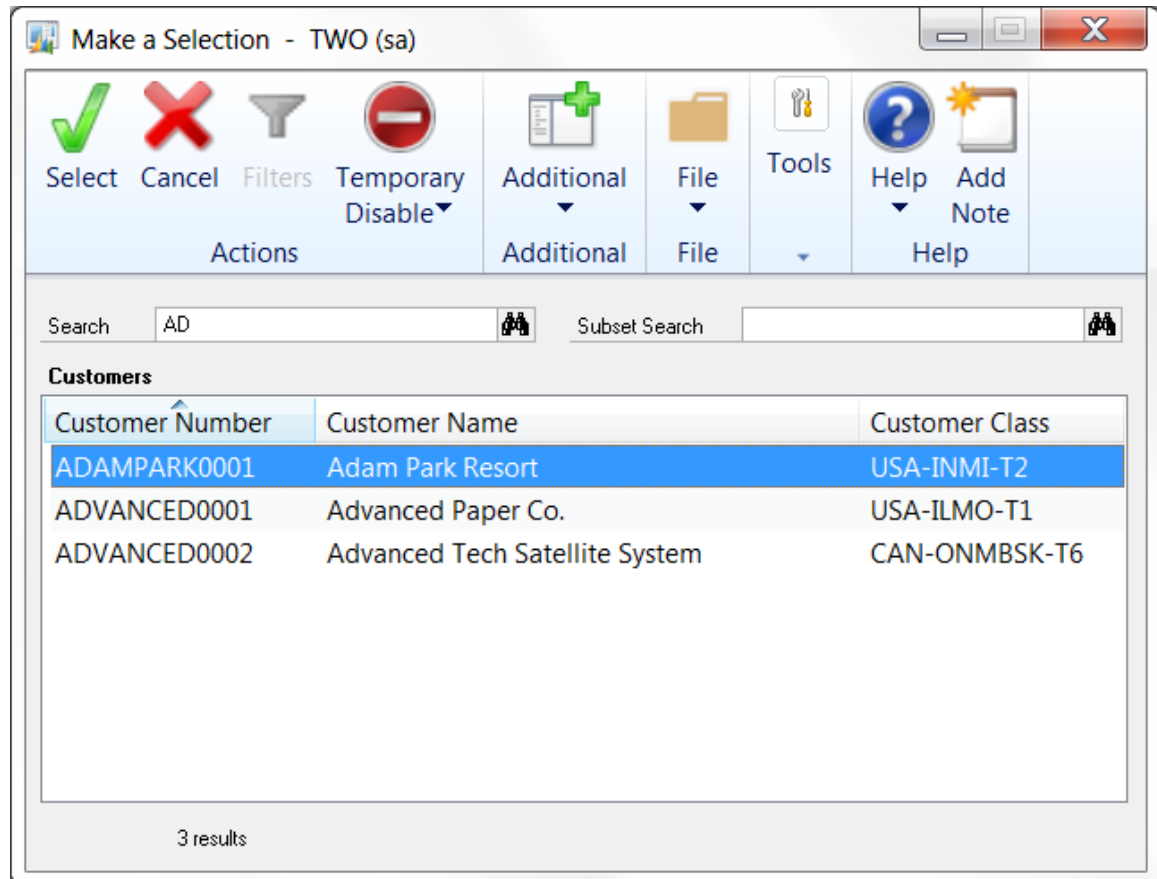 Make a Selection - TWO (sa)
Select Cancel Filters Temporary Disable Additional File Tools Help Add Note
Actions Additional File Help
Search AD Subset Search
Customers
Customer Number Customer Name Customer Class
ADAMPARK0001 Adam Park Resort USA-INMI-T2
ADVANCED0001 Advanced Paper Co. USA-ILMO-T1
ADVANCED0002 Advanced Tech Satellite System CAN-ONMBSK-T6
3 results